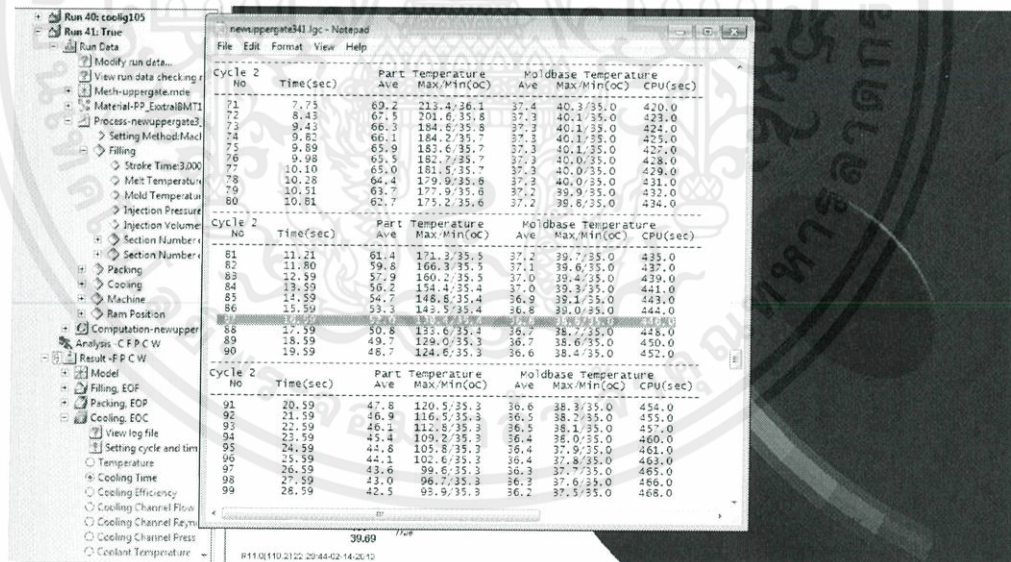 Run 40: coolig105
Run 41: True
Run Data
Modify run data...
View run data checking r
Mesh-uppergate.mde
Material-PP_ExxtralBMT1
Process-newuppergate3_
Setting Method:Macl
Filling
Stroke Time:3.000
Melt Temperature
Mold Temperatur
Injection Pressure
Injection Volume
Section Number
Section Number
Packing
Cooling
Machine
Ram Position
Computation-newupper
Analysis -C F P C W
Result -F P C W
Model
Filling, EOF
Packing, EOP
Cooling, EOC
View log file
Setting cycle and tim
Temperature
Cooling Time
Cooling Efficiency
Cooling Channel Flow
Cooling Channel Reyn
Cooling Channel Press
Coolant Temperature
newuppergate341.lgc - Notepad
File Edit Format View Help
Cycle 2 Part Temperature Moldbase Temperature
No Time(sec) Ave Max/Min(oC) Ave Max/Min(oC) CPU(sec)
71 7.75 69.2 213.4/36.1 37.4 40.3/35.0 420.0
72 8.43 67.5 201.6/35.8 37.3 40.1/35.0 423.0
73 9.43 66.3 184.6/35.8 37.3 40.1/35.0 424.0
74 9.62 66.1 184.2/35.7 37.3 40.1/35.0 425.0
75 9.89 65.9 183.6/35.7 37.3 40.1/35.0 427.0
76 9.98 65.5 182.7/35.7 37.3 40.0/35.0 428.0
77 10.10 65.0 181.5/35.7 37.3 40.0/35.0 429.0
78 10.28 64.4 179.9/35.6 37.3 40.0/35.0 431.0
79 10.51 63.7 177.9/35.6 37.2 39.9/35.0 432.0
80 10.81 62.7 175.2/35.6 37.2 39.8/35.0 434.0
Cycle 2 Part Temperature Moldbase Temperature
No Time(sec) Ave Max/Min(oC) Ave Max/Min(oC) CPU(sec)
81 11.21 61.4 171.3/35.5 37.2 39.7/35.0 435.0
82 11.80 59.8 166.3/35.5 37.1 39.6/35.0 437.0
83 12.59 57.9 160.2/35.5 37.0 39.4/35.0 439.0
84 13.59 56.2 154.4/35.4 37.0 39.3/35.0 441.0
85 14.59 54.7 148.8/35.4 36.9 39.1/35.0 443.0
86 15.59 53.3 143.5/35.4 36.8 39.0/35.0 444.0
88 17.59 50.8 133.6/35.4 36.7 38.7/35.0 448.0
89 18.59 49.7 129.0/35.3 36.7 38.6/35.0 450.0
90 19.59 48.7 124.6/35.3 36.6 38.4/35.0 452.0
Cycle 2 Part Temperature Moldbase Temperature
No Time(sec) Ave Max/Min(oC) Ave Max/Min(oC) CPU(sec)
91 20.59 47.8 120.5/35.3 36.6 38.3/35.0 454.0
92 21.59 46.9 116.5/35.3 36.5 38.2/35.0 455.0
93 22.59 46.1 112.8/35.3 36.5 38.1/35.0 457.0
94 23.59 45.4 109.2/35.3 36.4 38.0/35.0 460.0
95 24.59 44.8 105.8/35.3 36.4 37.9/35.0 461.0
96 25.59 44.1 102.6/35.3 36.4 37.8/35.0 463.0
97 26.59 43.6 99.6/35.3 36.3 37.7/35.0 465.0
98 27.59 43.0 96.7/35.3 36.3 37.6/35.0 466.0
99 28.59 42.5 93.9/35.3 36.2 37.5/35.0 468.0
39.69 True